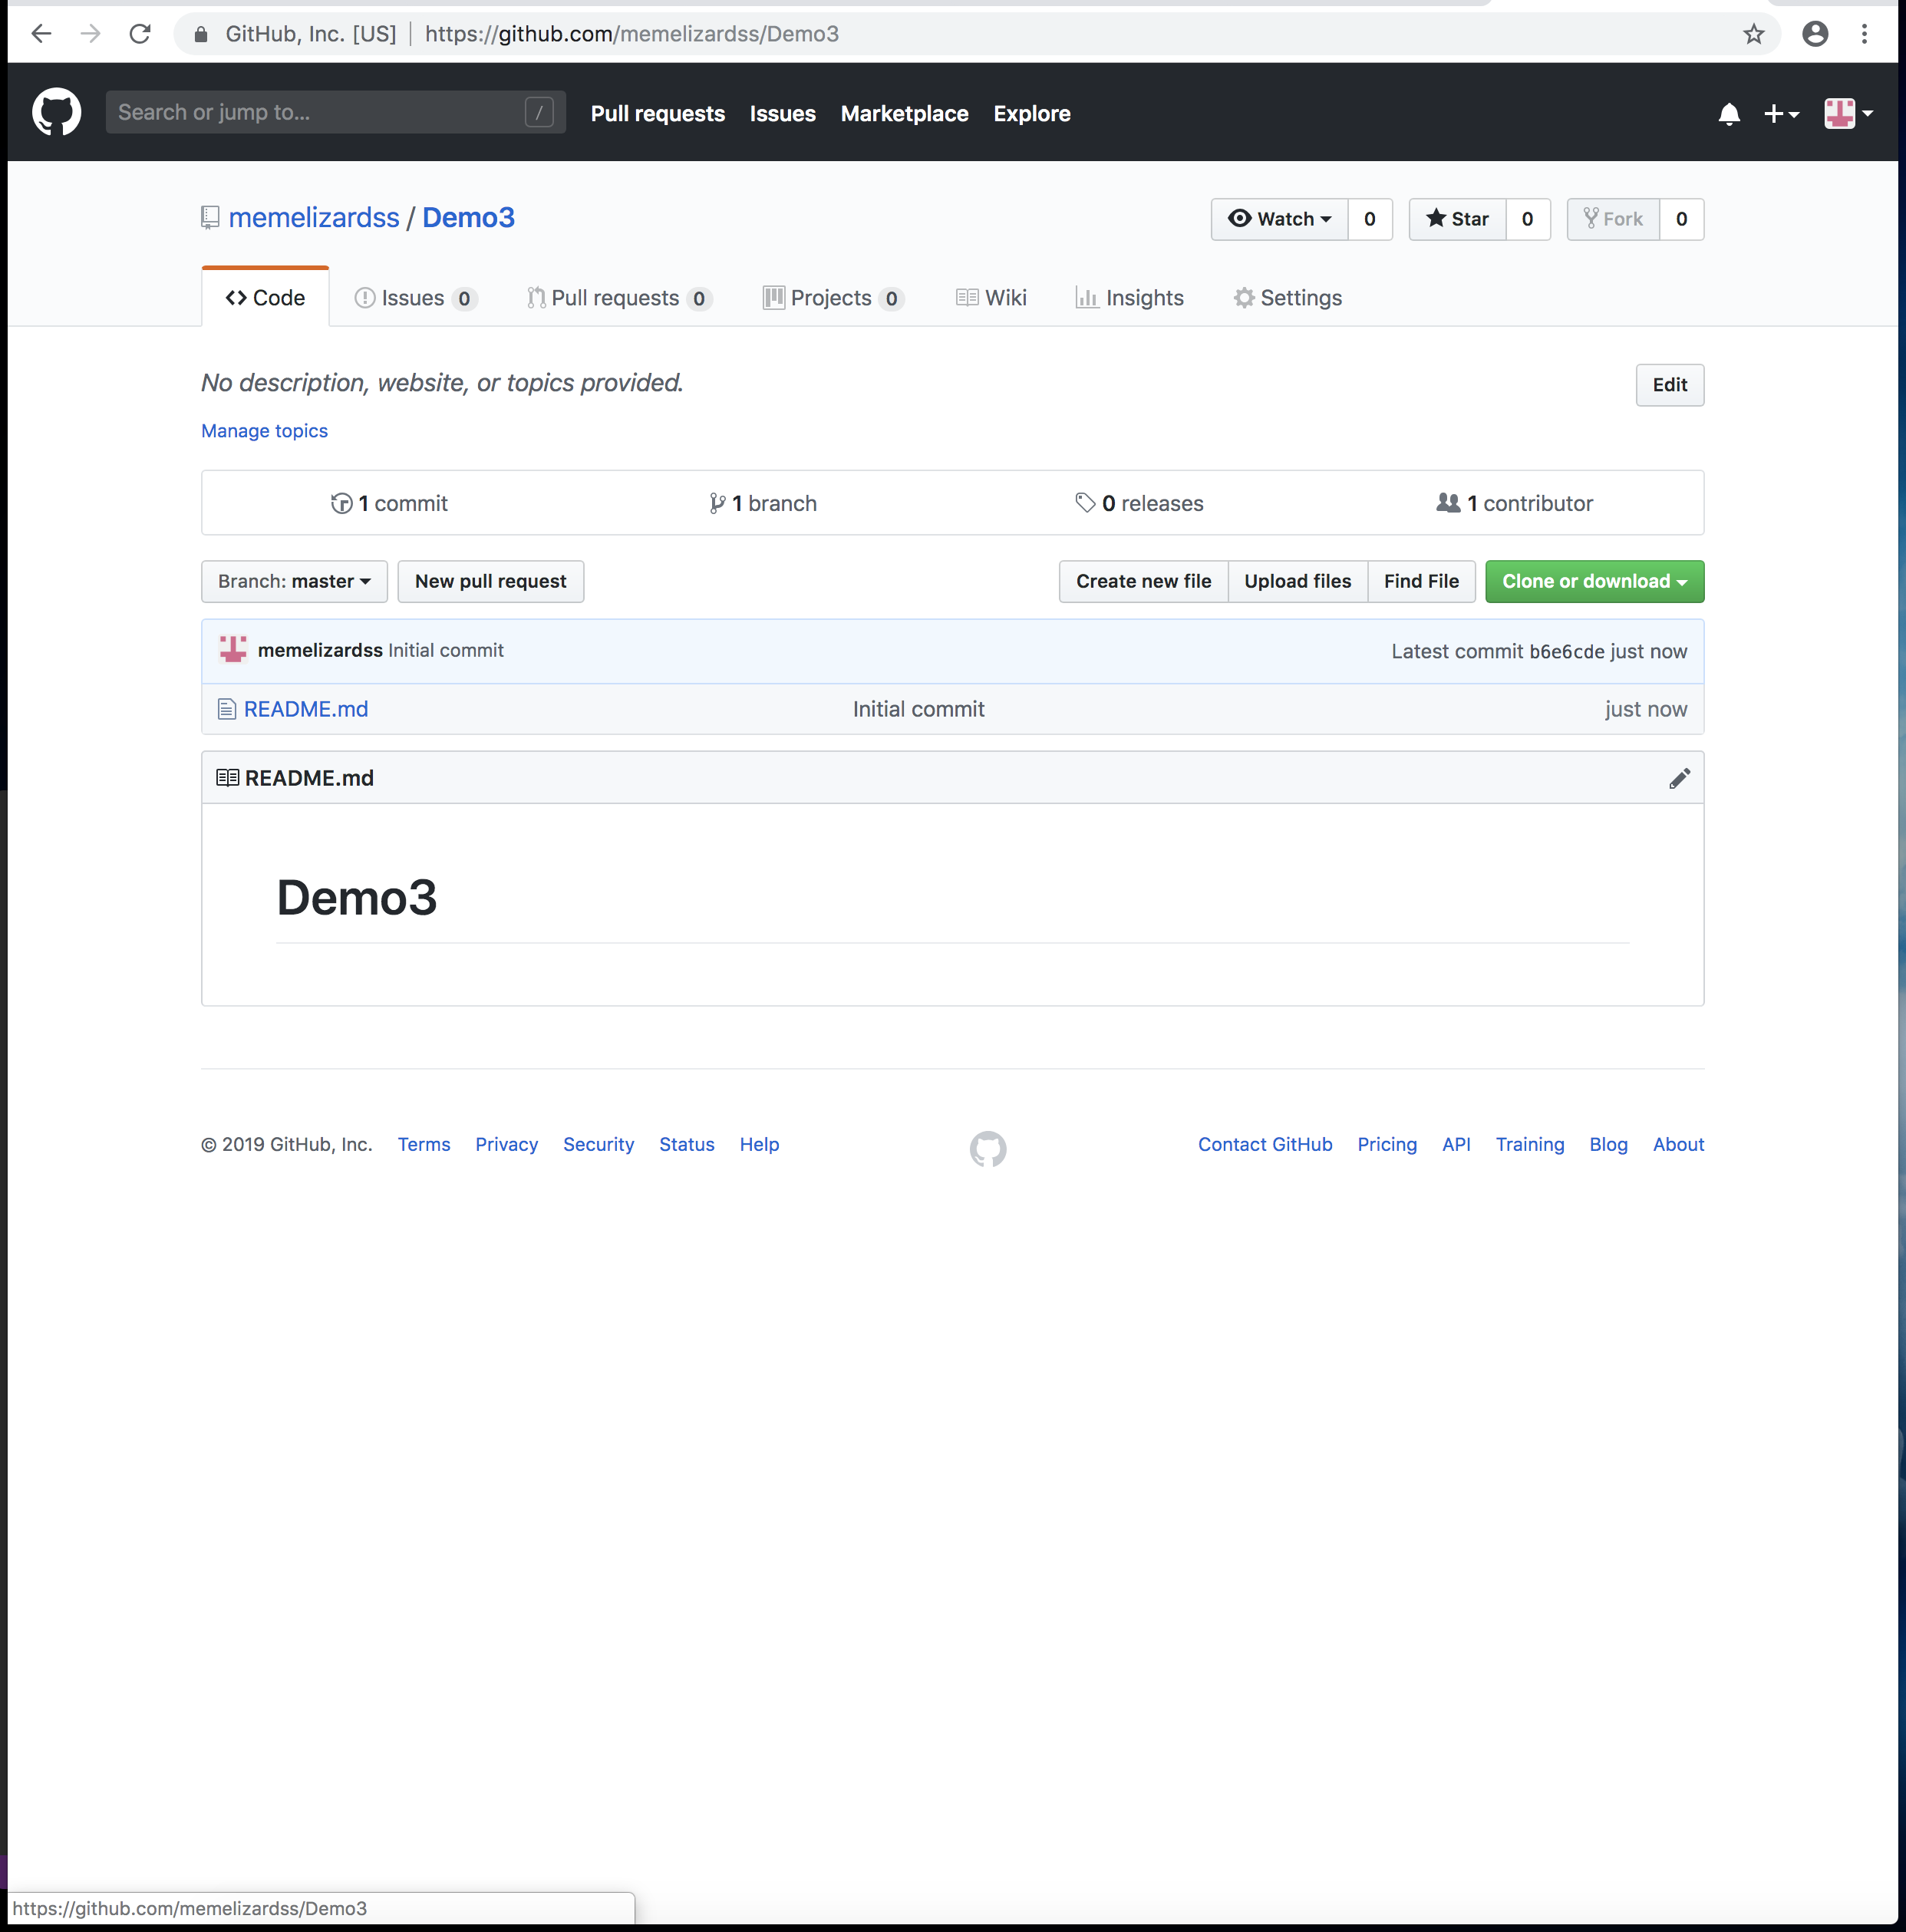 GitHub, Inc. [US] | https://github.com/memelizardss/Demo3
Search or jump to... / Pull requests Issues Marketplace Explore
memelizardss / Demo3 Watch 0 Star 0 Fork 0
Code Issues 0 Pull requests 0 Projects 0 Wiki Insights Settings
No description, website, or topics provided. Edit
Manage topics
1 commit 1 branch 0 releases 1 contributor
Branch: master New pull request Create new file Upload files Find File Clone or download
memelizardss Initial commit Latest commit b6e6cde just now
README.md Initial commit just now
README.md
Demo3
© 2019 GitHub, Inc. Terms Privacy Security Status Help Contact GitHub Pricing API Training Blog About
https://github.com/memelizardss/Demo3